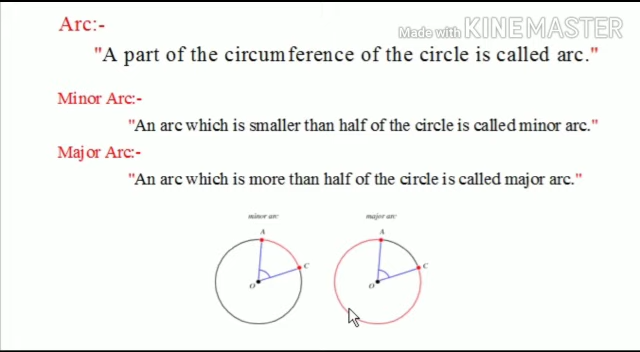 Arc:-
Made with KINEMASTER
"A part of the circumference of the circle is called arc."
Minor Arc:-
"An arc which is smaller than half of the circle is called minor arc."
Major Arc:-
"An arc which is more than half of the circle is called major arc."
minor arc
major arc
A
A
C
C
O
O